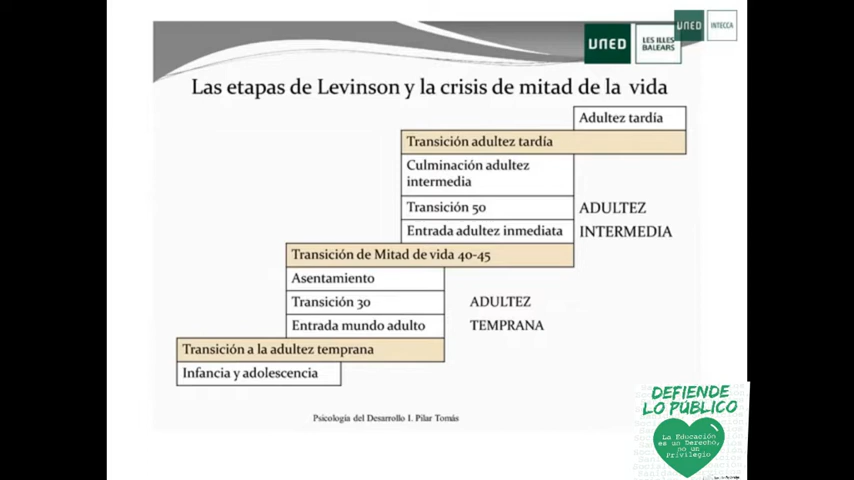 UNED
INTECCA
UNED
LES ILLES
BALEARS
Las etapas de Levinson y la crisis de mitad de la vida
Adultez tardía
Transición adultez tardía
Culminación adultez
intermedia
Transición 50
ADULTEZ
Entrada adultez inmediata
INTERMEDIA
Transición de Mitad de vida 40-45
Asentamiento
Transición 30
ADULTEZ
Entrada mundo adulto
TEMPRANA
Transición a la adultez temprana
Infancia y adolescencia
Psicología del Desarrollo I. Pilar Tomás
DEFIENDE
LO PÚBLICO
La Educación
es un Derecho,
no un
Privilegio